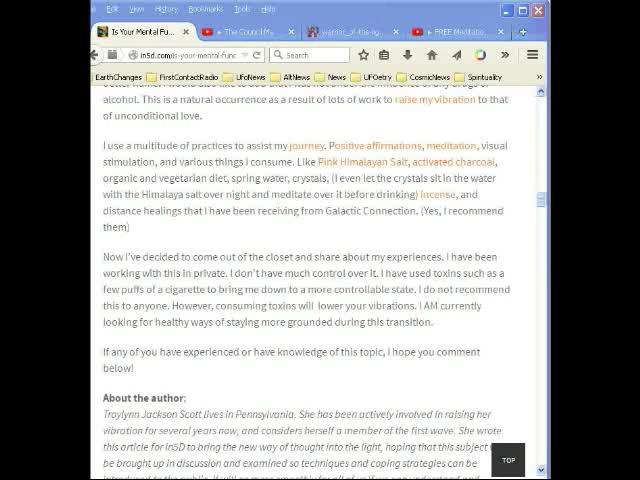 Edit View History Bookmarks Tools Help
Is Your Mental Fu...
The Council M
warrior_of-the-lig
FREE Meditatio
in5d.com/is-your-mental-func
Search
EarthChanges FirstContactRadio UfoNews AltNews News UFOetry CosmicNews Spirtuality
alcohol. This is a natural occurrence as a result of lots of work to raise my vibration to that
of unconditional love.
I use a multitude of practices to assist my journey. Positive affirmations, meditation, visual
stimulation, and various things I consume. Like Pink Himalayan Salt, activated charcoal,
organic and vegetarian diet, spring water, crystals, (I even let the crystals sit in the water
with the Himalaya salt over night and meditate over it before drinking) incense, and
distance healings that I have been receiving from Galactic Connection. (Yes, I recommend
them)
Now I've decided to come out of the closet and share about my experiences. I have been
working with this in private. I don't have much control over it. I have used toxins such as a
few puffs of a cigarette to bring me down to a more controllable state. I do not recommend
this to anyone. However, consuming toxins will lower your vibrations. I AM currently
looking for healthy ways of staying more grounded during this transition.
If any of you have experienced or have knowledge of this topic, I hope you comment
below!
About the author:
Traylynn Jackson Scott lives in Pennsylvania. She has been actively involved in raising her
vibration for several years now, and considers herself a member of the first wave. She wrote
this article for In5D to bring the new way of thought into the light, hoping that this subject
be brought up in discussion and examined so techniques and coping strategies can be
TOP